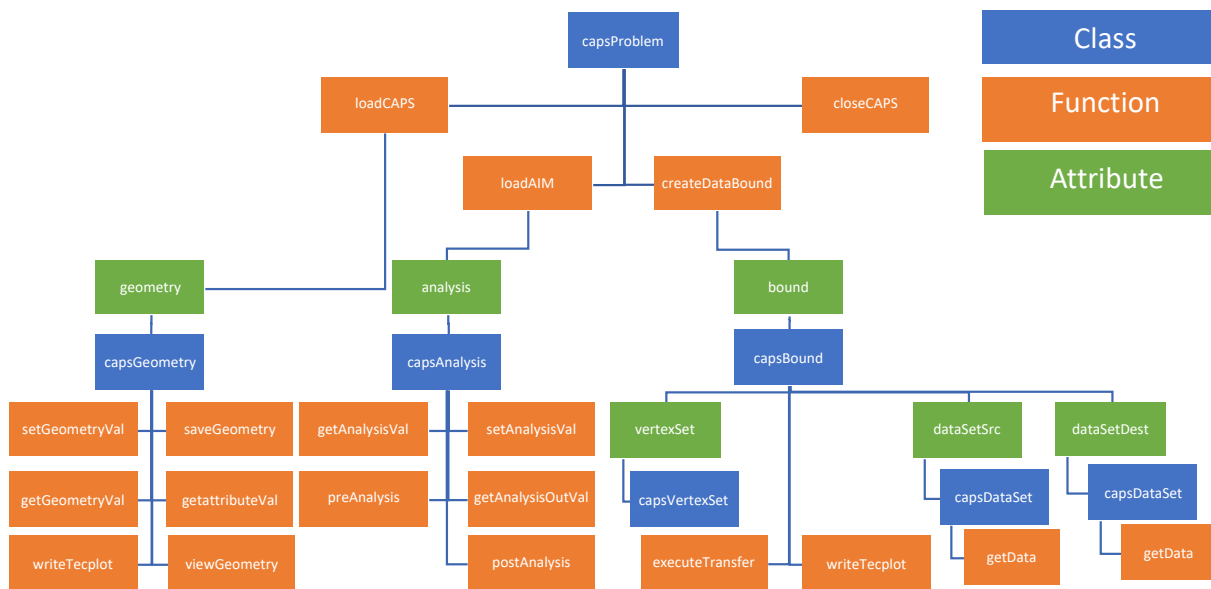 capsProblem
Class
loadCAPS
closeCAPS
Function
loadAIM
createDataBound
Attribute
geometry
analysis
bound
capsGeometry
capsAnalysis
capsBound
setGeometryVal
saveGeometry
getAnalysisVal
setAnalysisVal
vertexSet
dataSetSrc
dataSetDest
getGeometryVal
getattributeVal
preAnalysis
getAnalysisOutVal
capsVertexSet
capsDataSet
capsDataSet
writeTecplot
viewGeometry
postAnalysis
executeTransfer
writeTecplot
getData
getData